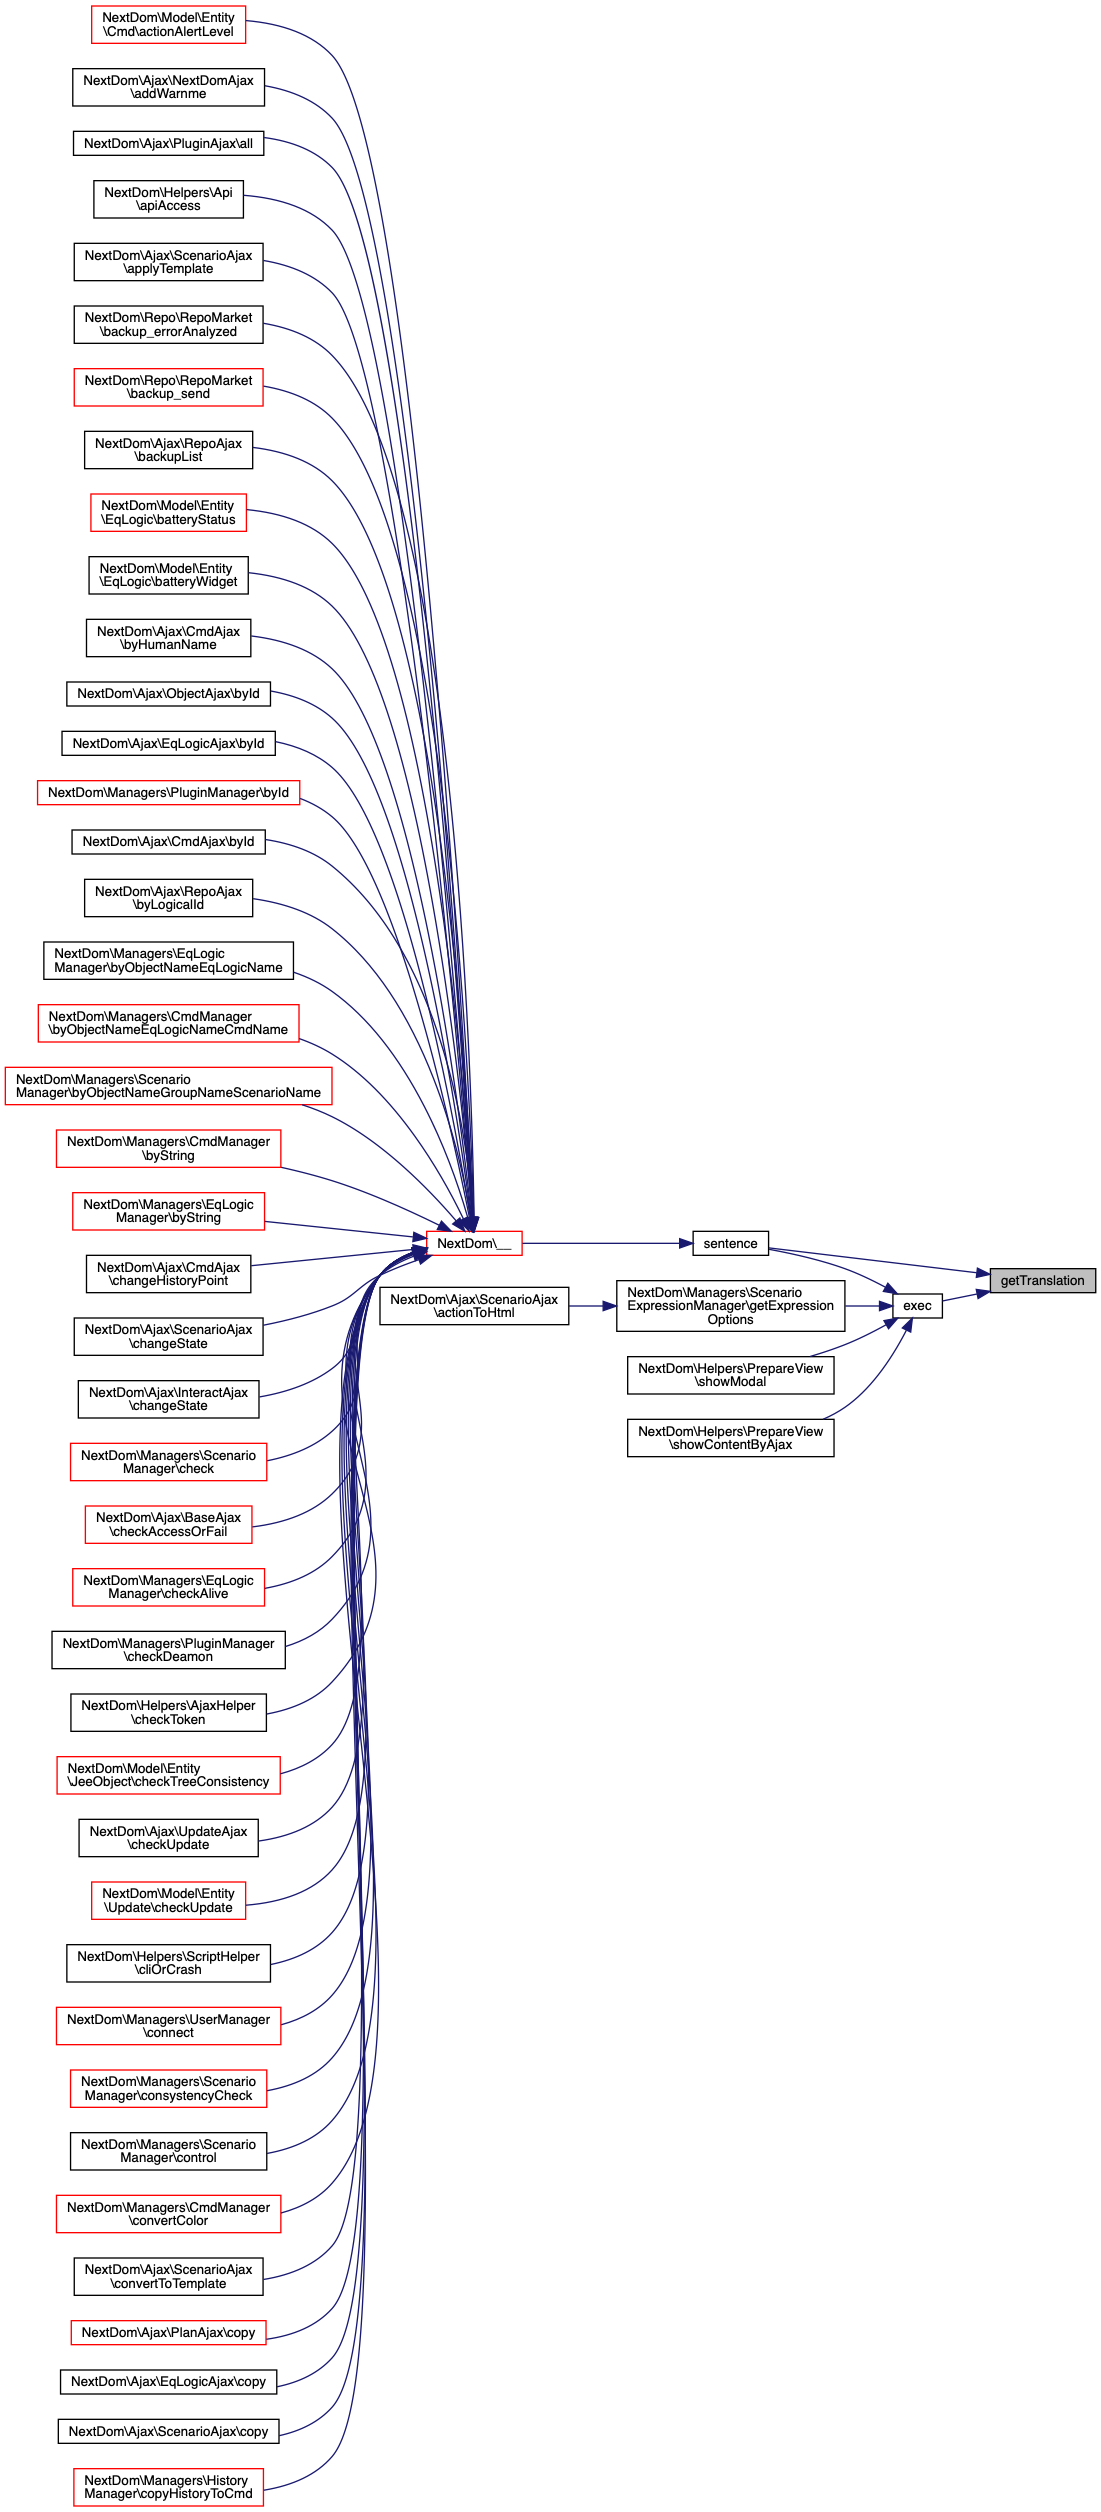 NextDom\Model\Entity
\Cmd\actionAlertLevel
NextDom\Ajax\NextDomAjax
\addWarnme
NextDom\Ajax\PluginAjax\all
NextDom\Helpers\Api
\apiAccess
NextDom\Ajax\ScenarioAjax
\applyTemplate
NextDom\Repo\RepoMarket
\backup_errorAnalyzed
NextDom\Repo\RepoMarket
\backup_send
NextDom\Ajax\RepoAjax
\backupList
NextDom\Model\Entity
\EqLogic\batteryStatus
NextDom\Model\Entity
\EqLogic\batteryWidget
NextDom\Ajax\CmdAjax
\byHumanName
NextDom\Ajax\ObjectAjax\byId
NextDom\Ajax\EqLogicAjax\byId
NextDom\Managers\PluginManager\byId
NextDom\Ajax\CmdAjax\byId
NextDom\Ajax\RepoAjax
\byLogicalId
NextDom\Managers\EqLogic
Manager\byObjectNameEqLogicName
NextDom\Managers\CmdManager
\byObjectNameEqLogicNameCmdName
NextDom\Managers\Scenario
Manager\byObjectNameGroupNameScenarioName
NextDom\Managers\CmdManager
\byString
NextDom\Managers\EqLogic
Manager\byString
NextDom\Ajax\CmdAjax
\changeHistoryPoint
NextDom\Ajax\ScenarioAjax
\changeState
NextDom\Ajax\InteractAjax
\changeState
NextDom\Managers\Scenario
Manager\check
NextDom\Ajax\BaseAjax
\checkAccessOrFail
NextDom\Managers\EqLogic
Manager\checkAlive
NextDom\Managers\PluginManager
\checkDeamon
NextDom\Helpers\AjaxHelper
\checkToken
NextDom\Model\Entity
\JeeObject\checkTreeConsistency
NextDom\Ajax\UpdateAjax
\checkUpdate
NextDom\Model\Entity
\Update\checkUpdate
NextDom\Helpers\ScriptHelper
\cliOrCrash
NextDom\Managers\UserManager
\connect
NextDom\Managers\Scenario
Manager\consystencyCheck
NextDom\Managers\Scenario
Manager\control
NextDom\Managers\CmdManager
\convertColor
NextDom\Ajax\ScenarioAjax
\convertToTemplate
NextDom\Ajax\PlanAjax\copy
NextDom\Ajax\EqLogicAjax\copy
NextDom\Ajax\ScenarioAjax\copy
NextDom\Managers\History
Manager\copyHistoryToCmd
NextDom\__
NextDom\Ajax\ScenarioAjax
\actionToHtml
sentence
NextDom\Managers\Scenario
ExpressionManager\getExpression
Options
NextDom\Helpers\PrepareView
\showModal
NextDom\Helpers\PrepareView
\showContentByAjax
exec
getTranslation